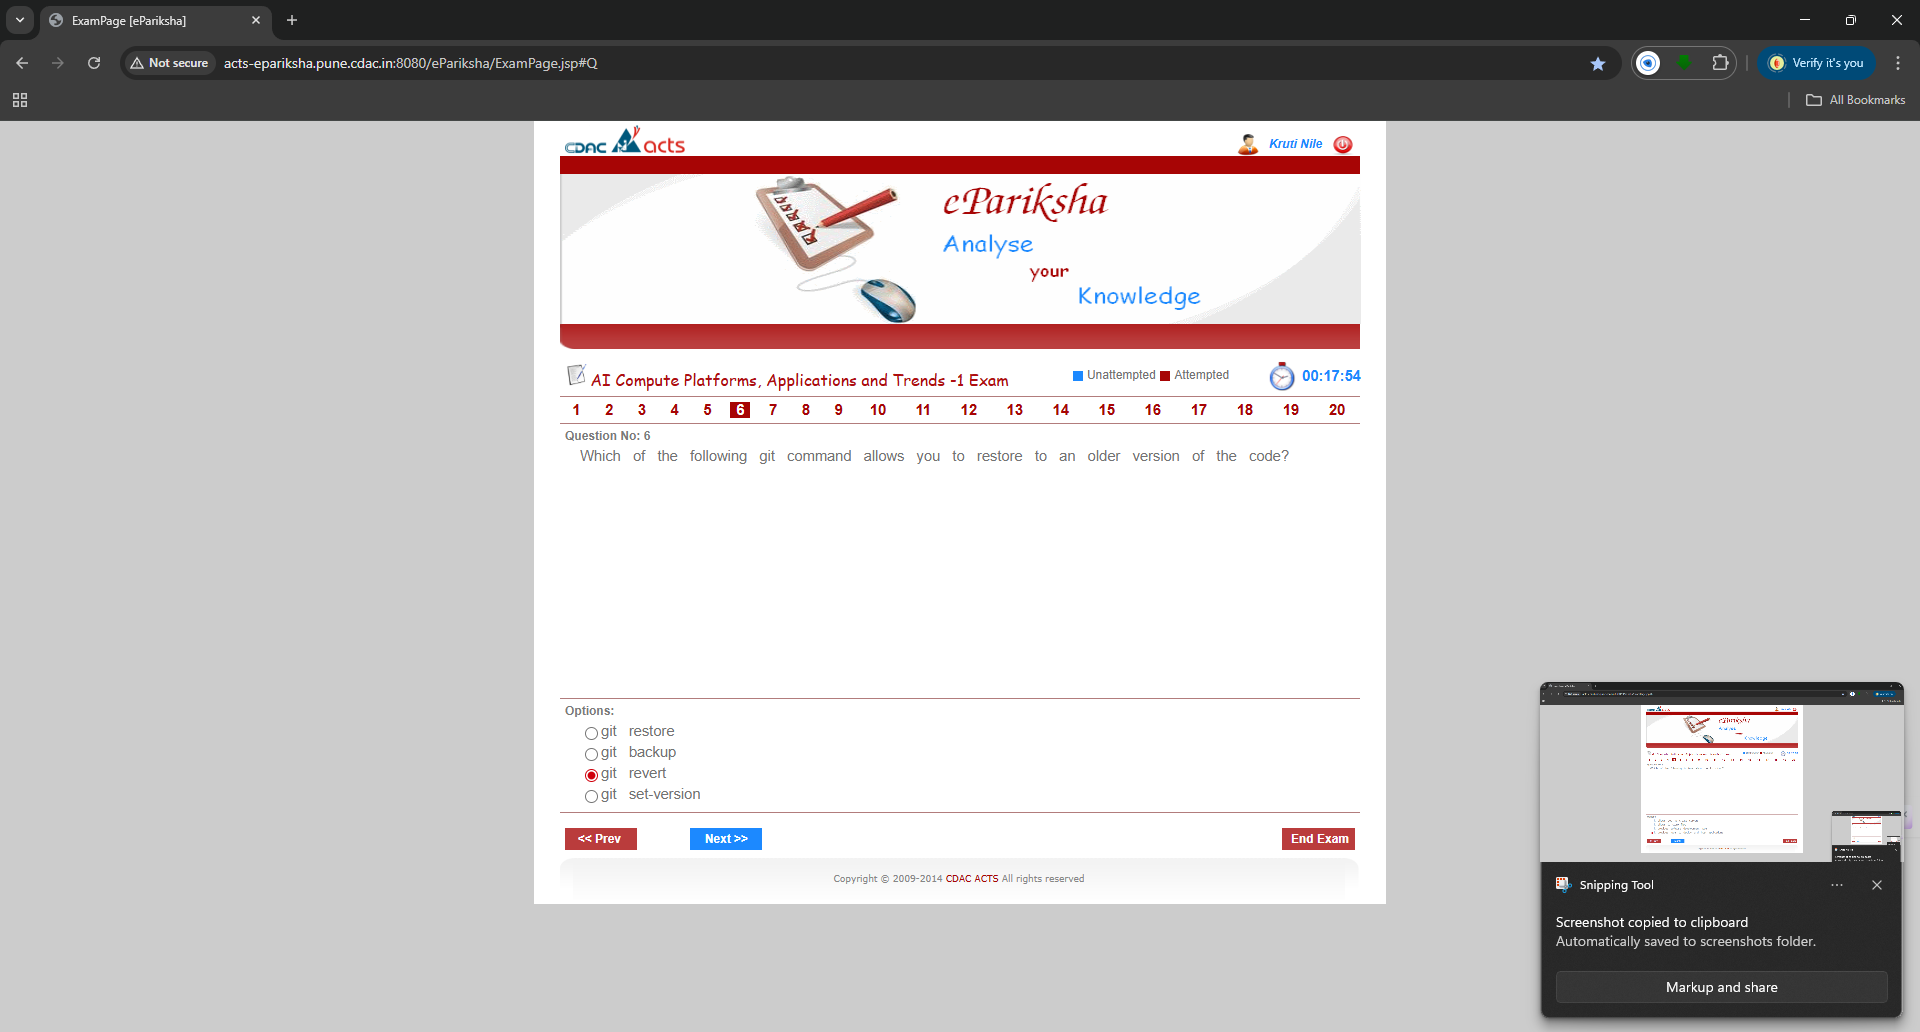 ExamPage [ePariksha]
Not secure
acts-epariksha.pune.cdac.in:8080/ePariksha/ExamPage.jsp#Q
Verify it's you
All Bookmarks
CDAC acts
Kruti Nile
ePariksha
Analyse
your
Knowledge
AI Compute Platforms, Applications and Trends -1 Exam
Unattempted Attempted
00:17:54
1 2 3 4 5 6 7 8 9 10 11 12 13 14 15 16 17 18 19 20
Question No: 6
Which of the following git command allows you to restore to an older version of the code?
Options:
git restore
git backup
git revert
git set-version
<< Prev
Next >>
End Exam
Copyright © 2009-2014 CDAC ACTS All rights reserved
Snipping Tool
Screenshot copied to clipboard
Automatically saved to screenshots folder.
Markup and share